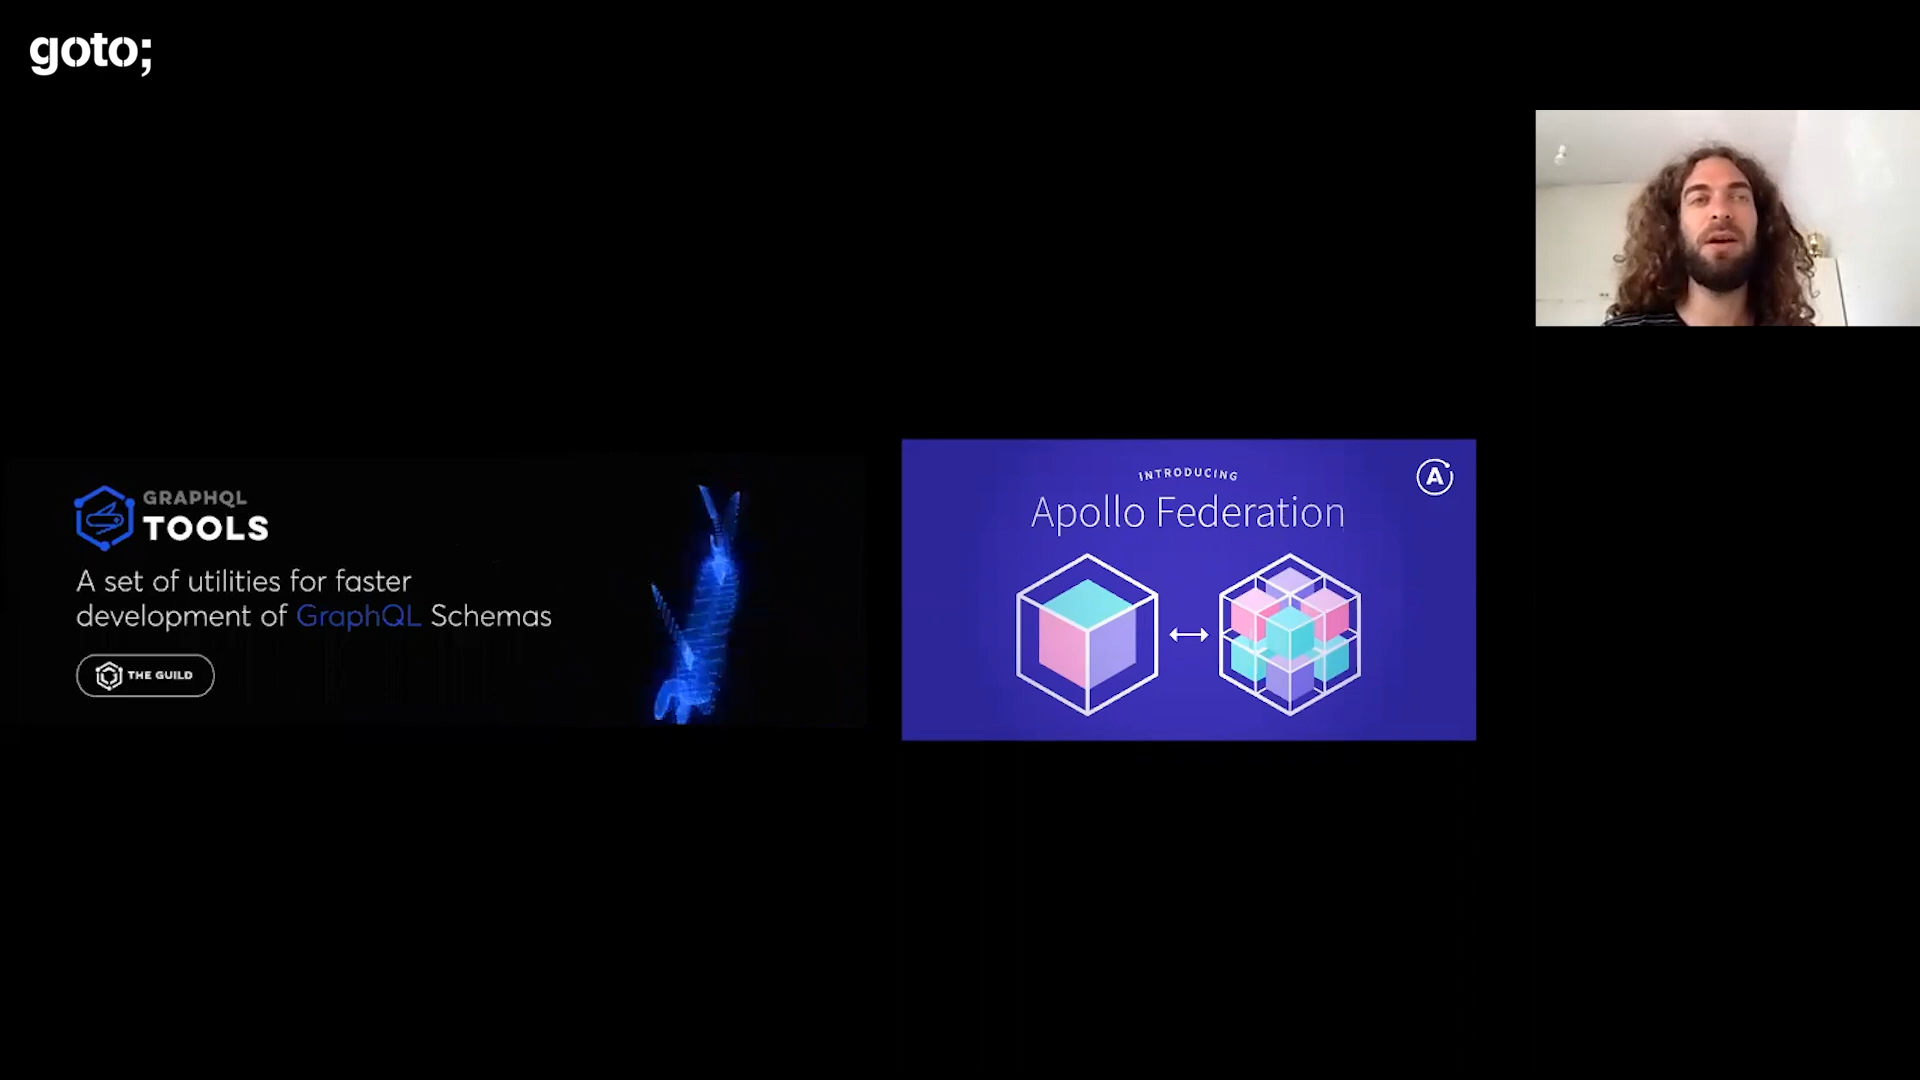 goto;
GRAPHQL
TOOLS
A set of utilities for faster
development of GraphQL Schemas
THE GUILD
INTRODUCING
Apollo Federation
A